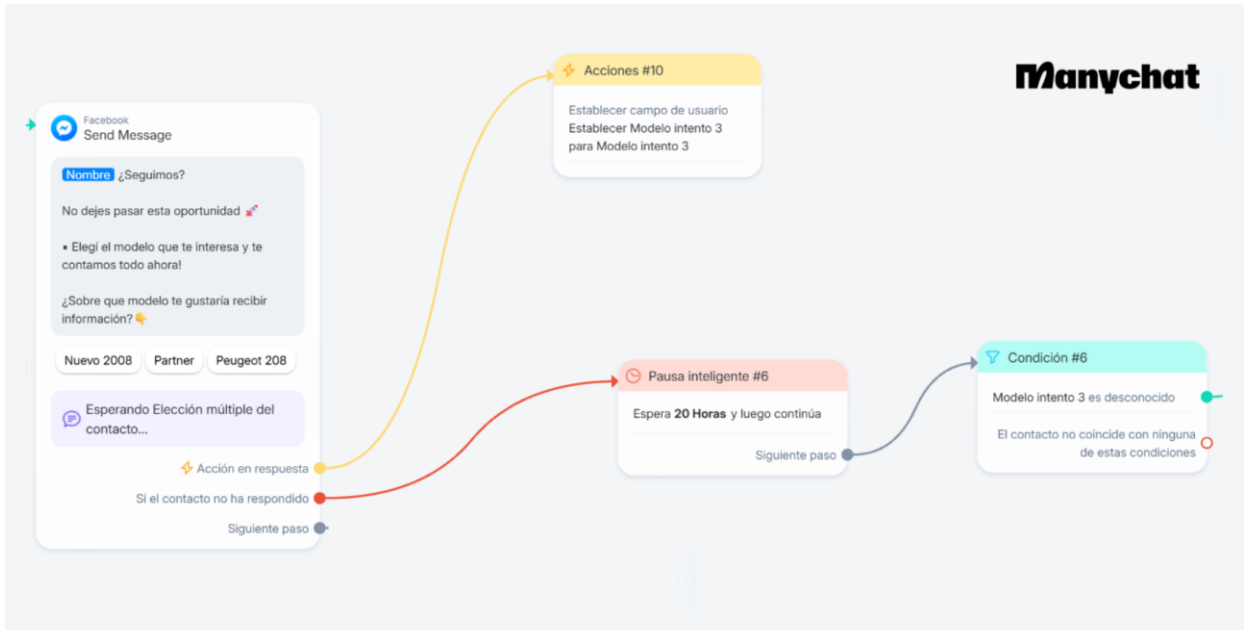 Manychat
Facebook
Send Message
Nombre ¿Seguimos?
No dejes pasar esta oportunidad 🚀
▪ Elegí el modelo que te interesa y te
contamos todo ahora!
¿Sobre que modelo te gustaría recibir
información?👇
Nuevo 2008
Partner
Peugeot 208
Esperando Elección múltiple del
contacto...
Acción en respuesta
Si el contacto no ha respondido
Siguiente paso
Acciones #10
Establecer campo de usuario
Establecer Modelo intento 3
para Modelo intento 3
Pausa inteligente #6
Espera 20 Horas y luego continúa
Siguiente paso
Condición #6
Modelo intento 3 es desconocido
El contacto no coincide con ninguna
de estas condiciones